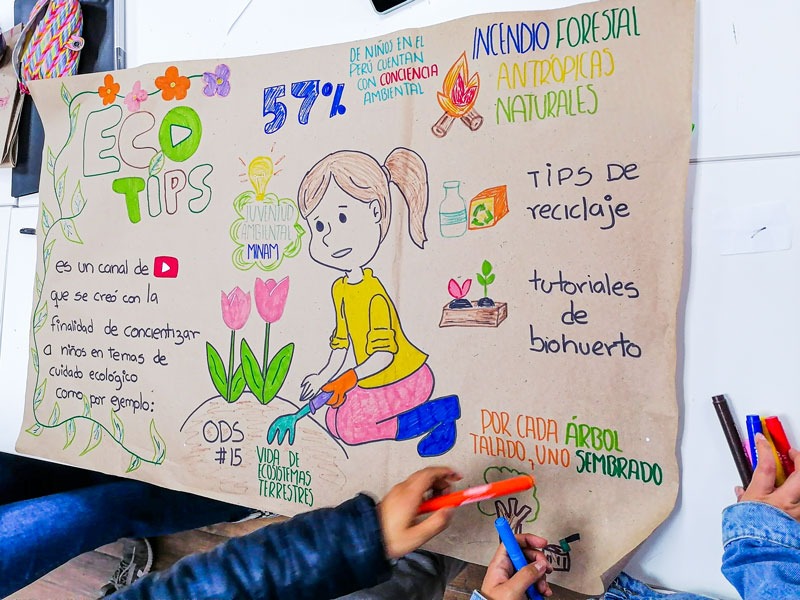 ECO
TIPS
57%
DE NIÑOS EN EL
PERÚ CUENTAN
CON CONCIENCIA
AMBIENTAL
INCENDIO FORESTAL
ANTRÓPICAS
NATURALES
JUVENTUD
AMBIENTAL
MINAM
es un canal de
que se creó con la
finalidad de concientizar
a niños en temas de
cuidado ecológico
como por ejemplo:
TIPS DE
reciclaje
tutoriales
de
biohuerto
ODS
#15
VIDA DE
ECOSISTEMAS
TERRESTRES
POR CADA ÁRBOL
TALADO, UNO SEMBRADO